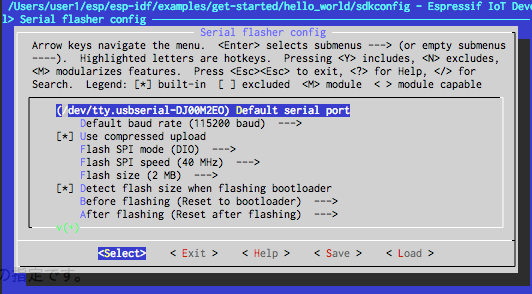 /Users/user1/esp/esp-idf/examples/get-started/hello_world/sdkconfig - Espressif IoT Deve
l> Serial flasher config
Serial flasher config
Arrow keys navigate the menu. <Enter> selects submenus ---> (or empty submenus
----). Highlighted letters are hotkeys. Pressing <Y> includes, <N> excludes,
<M> modularizes features. Press <Esc><Esc> to exit, <?> for Help, </> for
Search. Legend: [*] built-in [ ] excluded <M> module < > module capable
(/dev/tty.usbserial-DJ00M2EO) Default serial port
Default baud rate (115200 baud) --->
[*] Use compressed upload
Flash SPI mode (DIO) --->
Flash SPI speed (40 MHz) --->
Flash size (2 MB) --->
[*] Detect flash size when flashing bootloader
Before flashing (Reset to bootloader) --->
After flashing (Reset after flashing) --->
v(+)
<Select> < Exit > < Help > < Save > < Load >
の指定です。